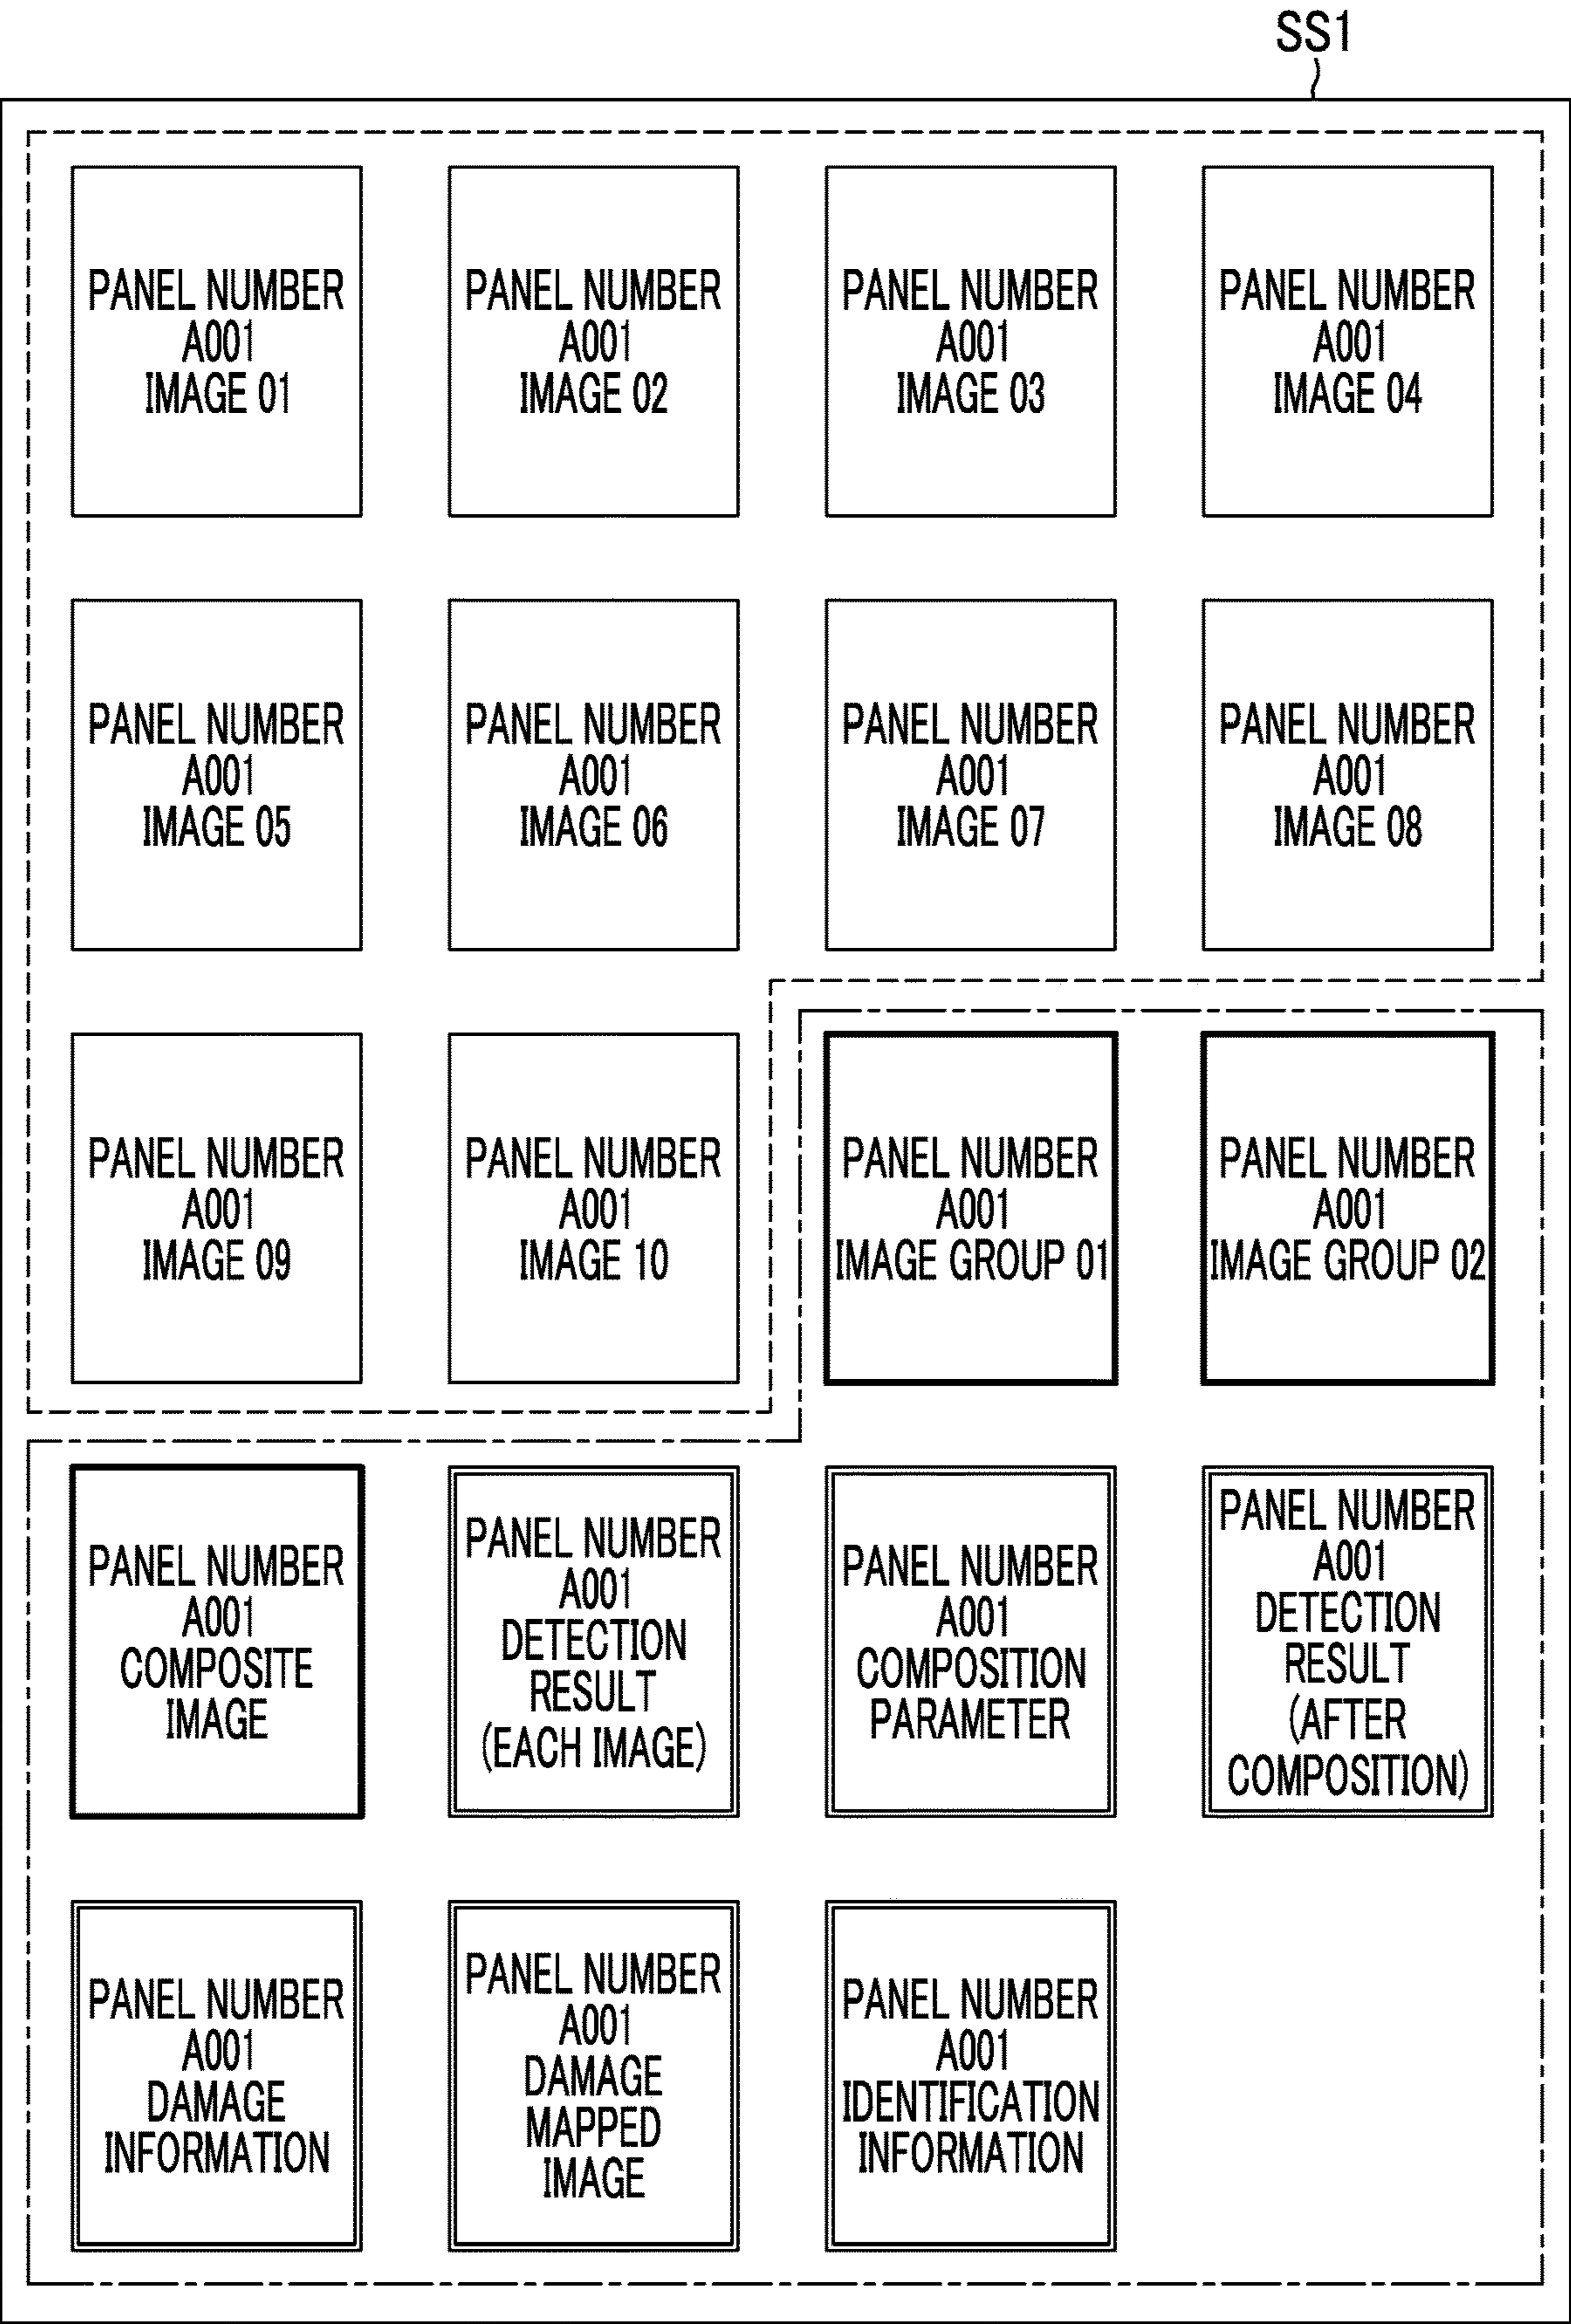 SS1
PANEL NUMBER
A001
IMAGE 01
PANEL NUMBER
A001
IMAGE 02
PANEL NUMBER
A001
IMAGE 03
PANEL NUMBER
A001
IMAGE 04
PANEL NUMBER
A001
IMAGE 05
PANEL NUMBER
A001
IMAGE 06
PANEL NUMBER
A001
IMAGE 07
PANEL NUMBER
A001
IMAGE 08
PANEL NUMBER
A001
IMAGE 09
PANEL NUMBER
A001
IMAGE 10
PANEL NUMBER
A001
IMAGE GROUP 01
PANEL NUMBER
A001
IMAGE GROUP 02
PANEL NUMBER
A001
COMPOSITE
IMAGE
PANEL NUMBER
A001
DETECTION
RESULT
(EACH IMAGE)
PANEL NUMBER
A001
COMPOSITION
PARAMETER
PANEL NUMBER
A001
DETECTION
RESULT
(AFTER
COMPOSITION)
PANEL NUMBER
A001
DAMAGE
INFORMATION
PANEL NUMBER
A001
DAMAGE
MAPPED
IMAGE
PANEL NUMBER
A001
IDENTIFICATION
INFORMATION